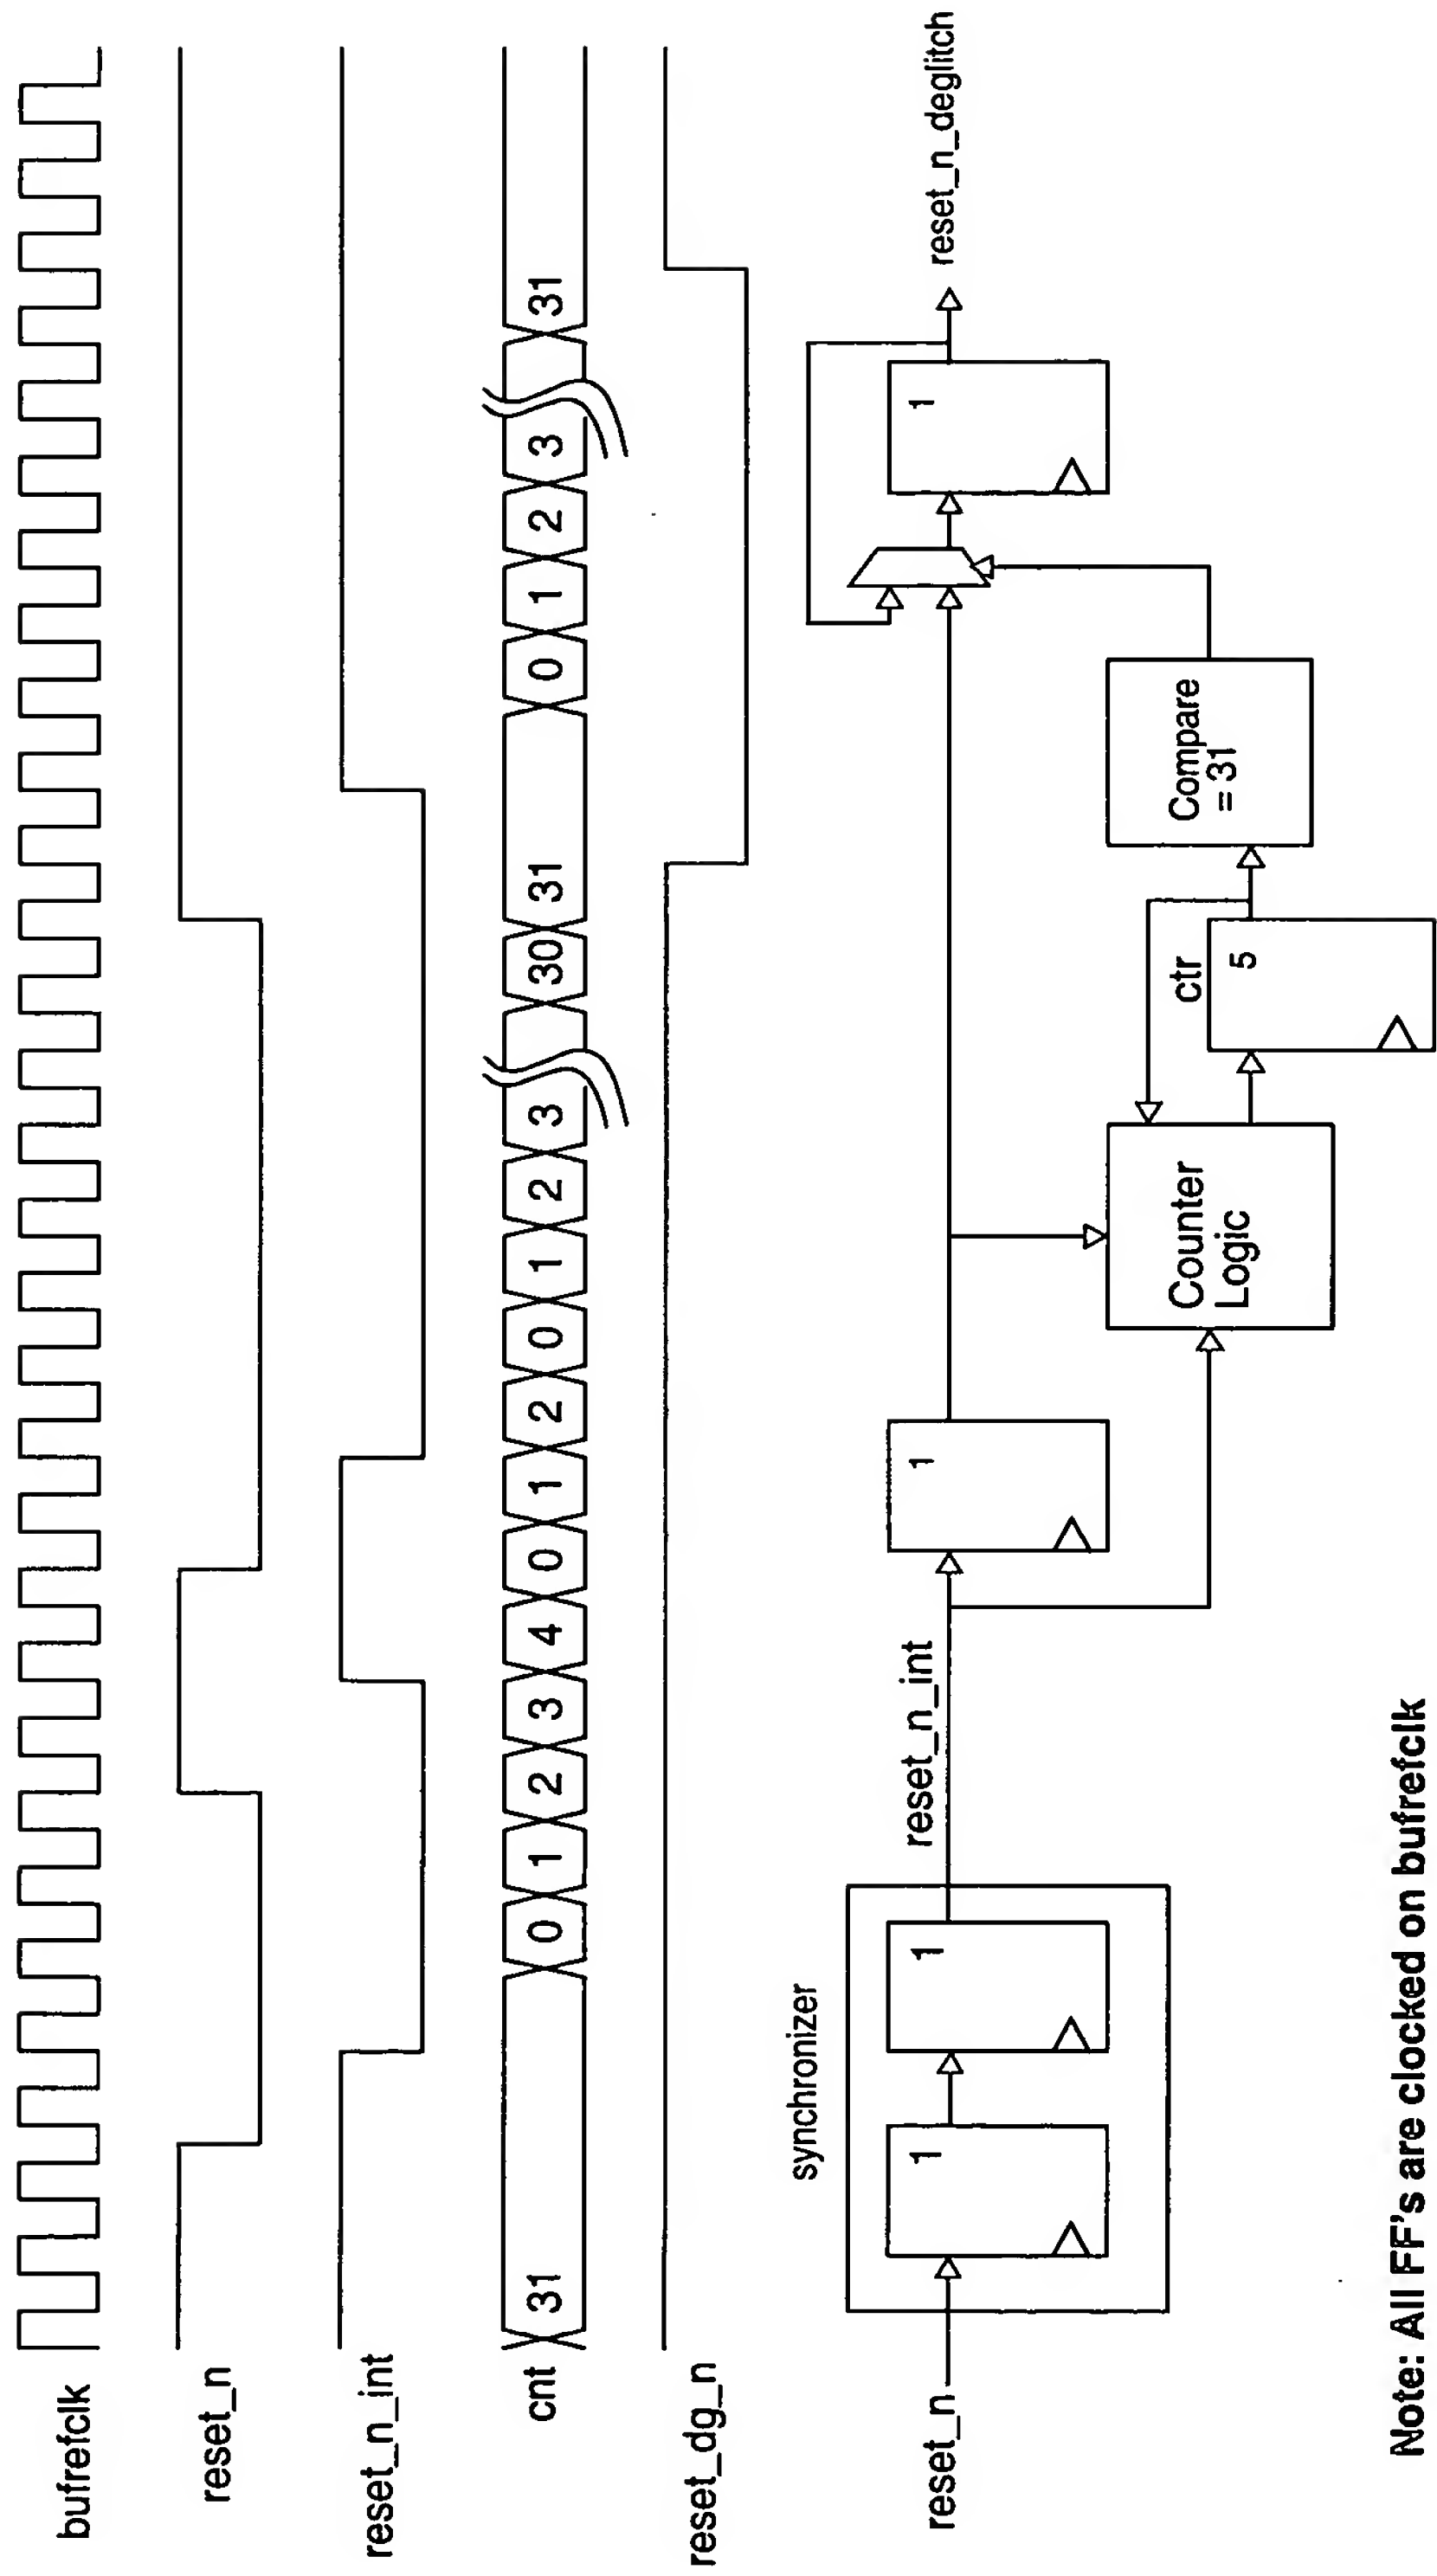 bufrefclk
reset_n
reset_n_int
cnt
31 0 1 2 3 4 0 1 2 0 1 2 3 30 31 0 1 2 3 31
reset_dg_n
synchronizer
reset_n
1
1
reset_n_int
1
1
reset_n_deglitch
Counter
Logic
ctr
5
Compare
= 31
Note: All FF's are clocked on bufrefclk